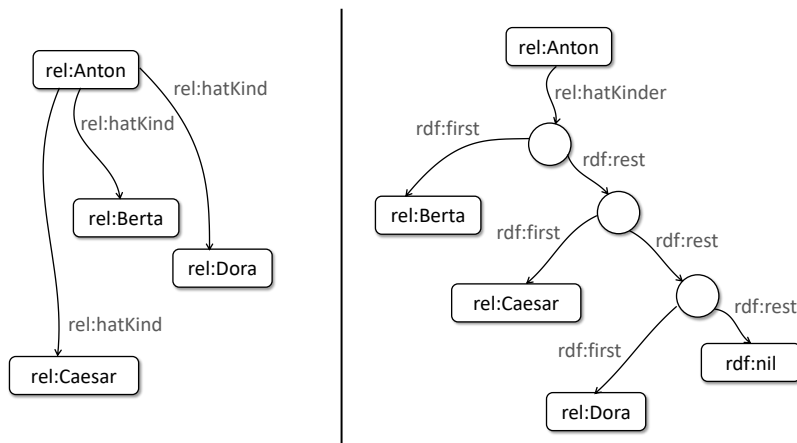 rel:Anton
rel:hatKind
rel:hatKind
rel:Berta
rel:Dora
rel:hatKind
rel:Caesar
rel:Anton
rel:hatKinder
rdf:first
rdf:rest
rel:Berta
rdf:first
rdf:rest
rel:Caesar
rdf:rest
rdf:first
rdf:nil
rel:Dora